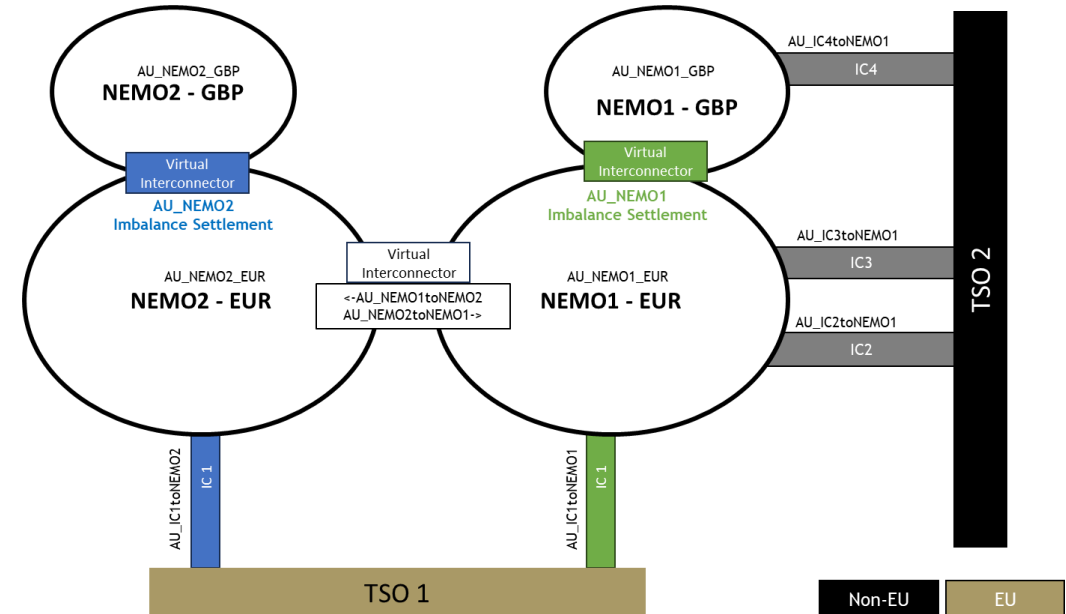 AU_NEMO2_GBP
NEMO2 - GBP
Virtual
Interconnector
AU_NEMO2
Imbalance Settlement
AU_NEMO2_EUR
NEMO2 - EUR
AU_NEMO1_GBP
NEMO1 - GBP
Virtual
Interconnector
AU_NEMO1
Imbalance Settlement
Virtual
Interconnector
<-AU_NEMO1toNEMO2
AU_NEMO2toNEMO1->
AU_NEMO1_EUR
NEMO1 - EUR
AU_IC4toNEMO1
IC4
AU_IC3toNEMO1
IC3
AU_IC2toNEMO1
IC2
TSO 2
AU_IC1toNEMO2
IC 1
AU_IC1toNEMO1
IC 1
TSO 1
Non-EU
EU